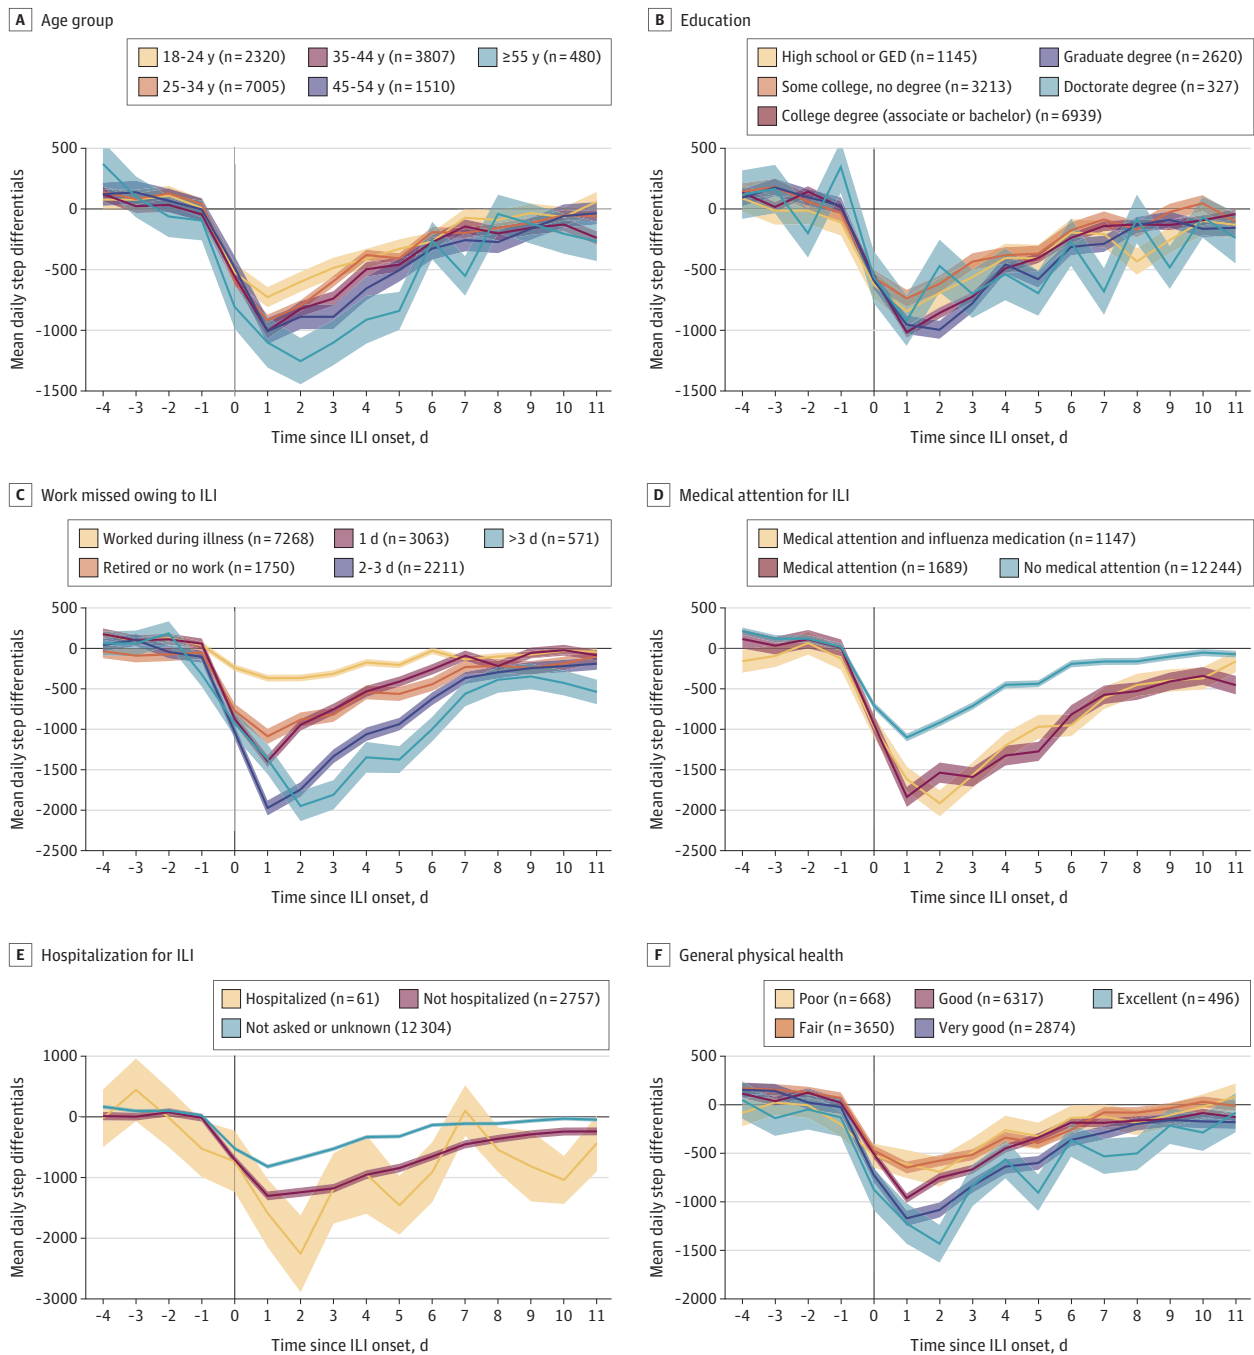 A Age group
18-24 y (n = 2320) 35-44 y (n = 3807) ≥55 y (n = 480)
25-34 y (n = 7005) 45-54 y (n = 1510)
Mean daily step differentials
500
0
-500
-1000
-1500
-4 -3 -2 -1 0 1 2 3 4 5 6 7 8 9 10 11
Time since ILI onset, d
B Education
High school or GED (n = 1145) Graduate degree (n = 2620)
Some college, no degree (n = 3213) Doctorate degree (n = 327)
College degree (associate or bachelor) (n = 6939)
Mean daily step differentials
500
0
-500
-1000
-1500
-4 -3 -2 -1 0 1 2 3 4 5 6 7 8 9 10 11
Time since ILI onset, d
C Work missed owing to ILI
Worked during illness (n = 7268) 1 d (n = 3063) >3 d (n = 571)
Retired or no work (n = 1750) 2-3 d (n = 2211)
Mean daily step differentials
500
0
-500
-1000
-1500
-2000
-2500
-4 -3 -2 -1 0 1 2 3 4 5 6 7 8 9 10 11
Time since ILI onset, d
D Medical attention for ILI
Medical attention and influenza medication (n = 1147)
Medical attention (n = 1689) No medical attention (n = 12 244)
Mean daily step differentials
500
0
-500
-1000
-1500
-2000
-2500
-4 -3 -2 -1 0 1 2 3 4 5 6 7 8 9 10 11
Time since ILI onset, d
E Hospitalization for ILI
Hospitalized (n = 61) Not hospitalized (n = 2757)
Not asked or unknown (12 304)
Mean daily step differentials
1000
0
-1000
-2000
-3000
-4 -3 -2 -1 0 1 2 3 4 5 6 7 8 9 10 11
Time since ILI onset, d
F General physical health
Poor (n = 668) Good (n = 6317) Excellent (n = 496)
Fair (n = 3650) Very good (n = 2874)
Mean daily step differentials
500
0
-500
-1000
-1500
-2000
-4 -3 -2 -1 0 1 2 3 4 5 6 7 8 9 10 11
Time since ILI onset, d